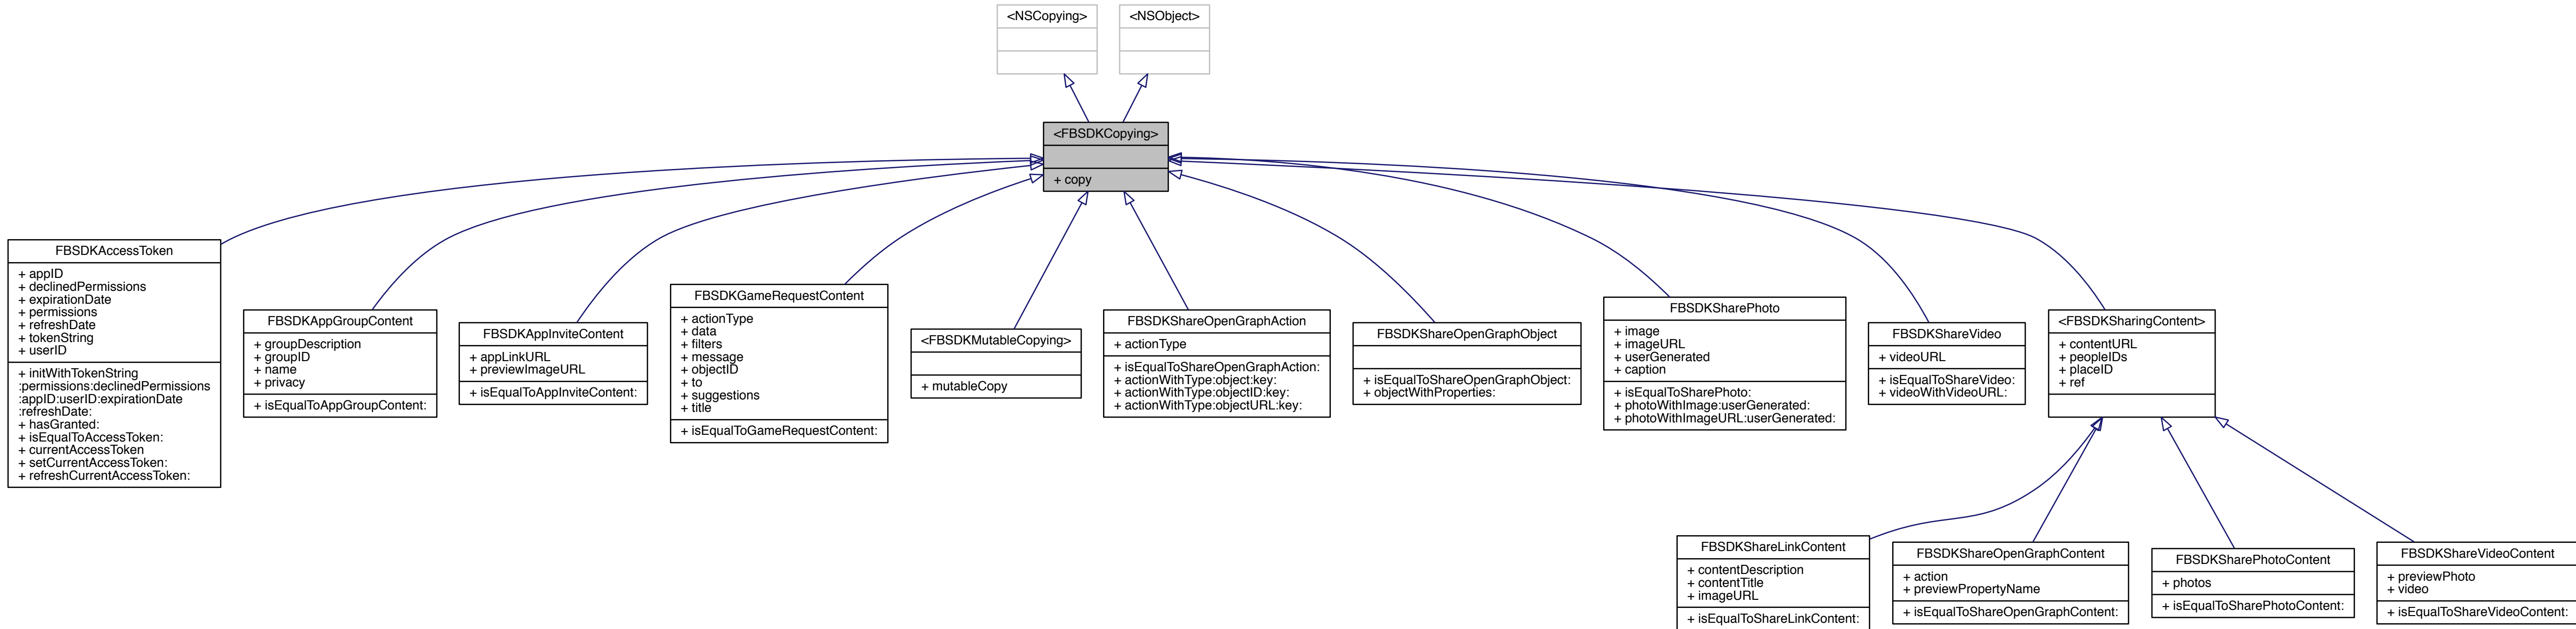 <NSCopying>
<NSObject>
<FBSDKCopying>
+ copy
FBSDKAccessToken
+ appID
+ declinedPermissions
+ expirationDate
+ permissions
+ refreshDate
+ tokenString
+ userID
+ initWithTokenString
:permissions:declinedPermissions
:appID:userID:expirationDate
:refreshDate:
+ hasGranted:
+ isEqualToAccessToken:
+ currentAccessToken
+ setCurrentAccessToken:
+ refreshCurrentAccessToken:
FBSDKAppGroupContent
+ groupDescription
+ groupID
+ name
+ privacy
+ isEqualToAppGroupContent:
FBSDKAppInviteContent
+ appLinkURL
+ previewImageURL
+ isEqualToAppInviteContent:
FBSDKGameRequestContent
+ actionType
+ data
+ filters
+ message
+ objectID
+ to
+ suggestions
+ title
+ isEqualToGameRequestContent:
<FBSDKMutableCopying>
+ mutableCopy
FBSDKShareOpenGraphAction
+ actionType
+ isEqualToShareOpenGraphAction:
+ actionWithType:object:key:
+ actionWithType:objectID:key:
+ actionWithType:objectURL:key:
FBSDKShareOpenGraphObject
+ isEqualToShareOpenGraphObject:
+ objectWithProperties:
FBSDKSharePhoto
+ image
+ imageURL
+ userGenerated
+ caption
+ isEqualToSharePhoto:
+ photoWithImage:userGenerated:
+ photoWithImageURL:userGenerated:
FBSDKShareVideo
+ videoURL
+ isEqualToShareVideo:
+ videoWithVideoURL:
<FBSDKSharingContent>
+ contentURL
+ peopleIDs
+ placeID
+ ref
FBSDKShareLinkContent
+ contentDescription
+ contentTitle
+ imageURL
+ isEqualToShareLinkContent:
FBSDKShareOpenGraphContent
+ action
+ previewPropertyName
+ isEqualToShareOpenGraphContent:
FBSDKSharePhotoContent
+ photos
+ isEqualToSharePhotoContent:
FBSDKShareVideoContent
+ previewPhoto
+ video
+ isEqualToShareVideoContent: